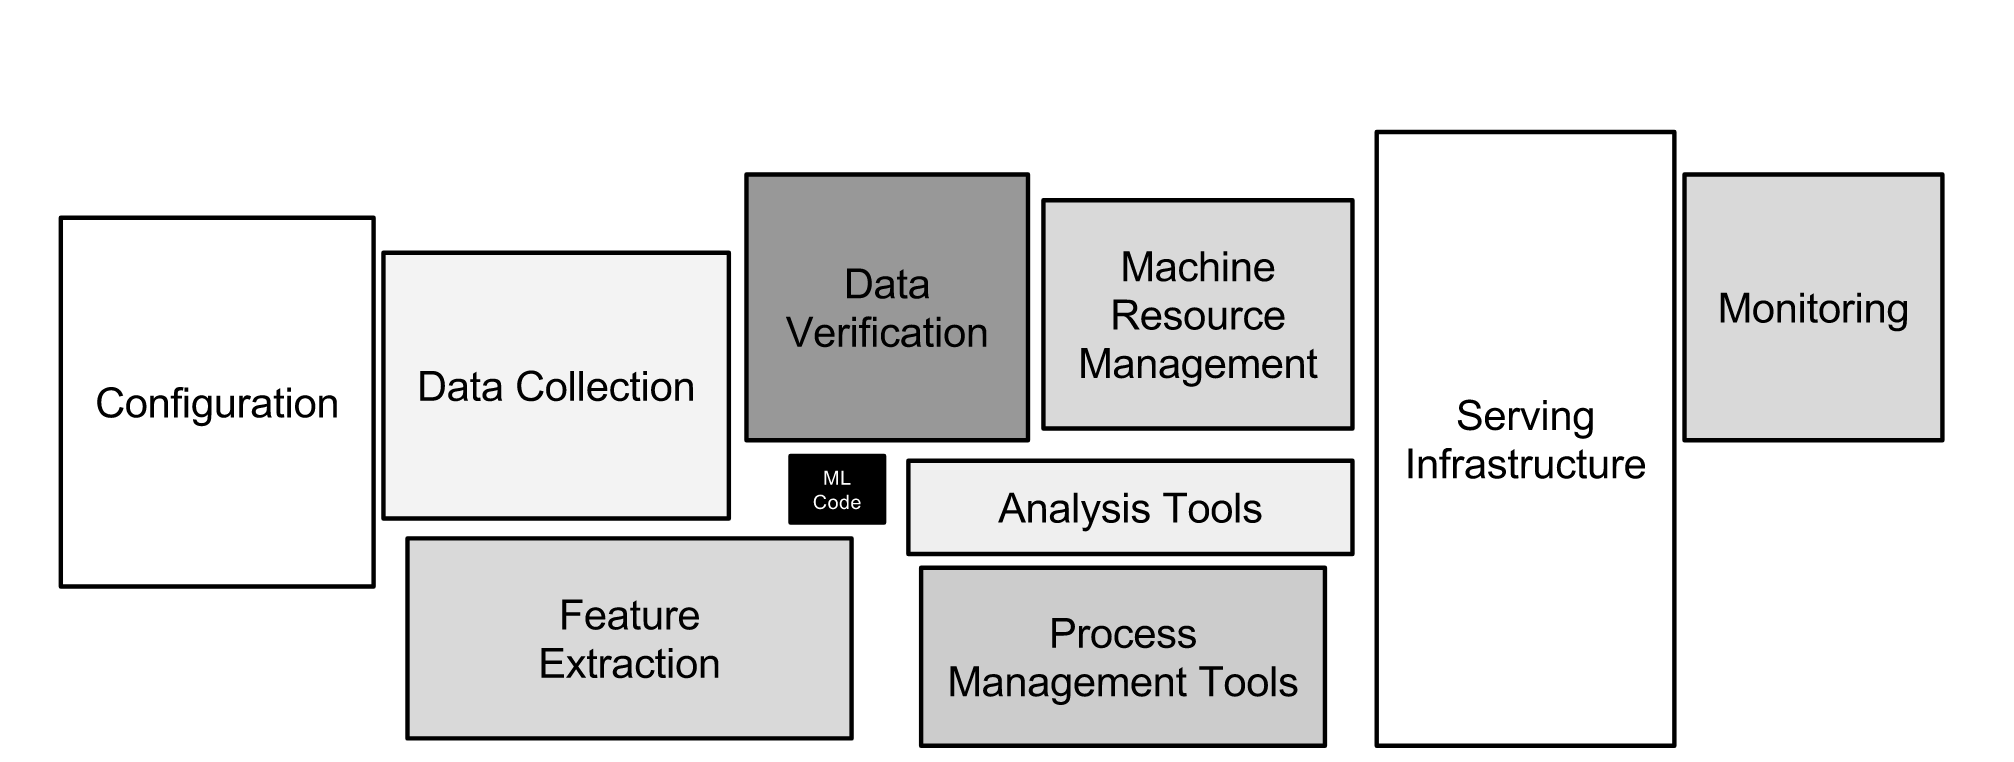 Configuration
Data Collection
Data
Verification
Machine
Resource
Management
Serving
Infrastructure
Monitoring
ML
Code
Analysis Tools
Feature
Extraction
Process
Management Tools